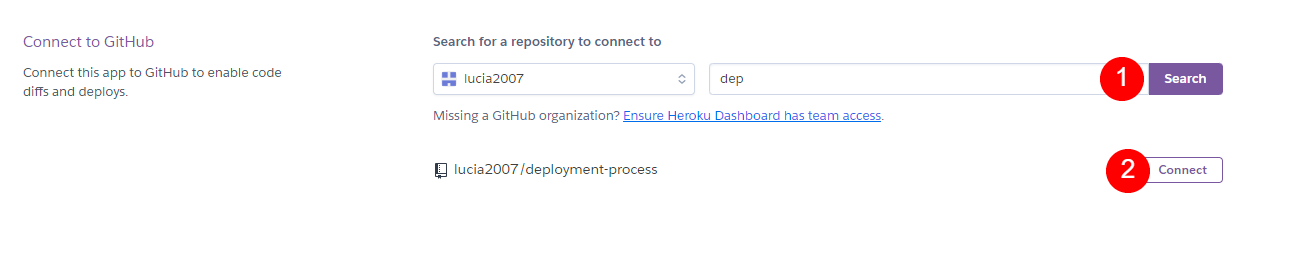 Connect to GitHub
Connect this app to GitHub to enable code
diffs and deploys.
Search for a repository to connect to
lucia2007
dep
1
Search
Missing a GitHub organization? Ensure Heroku Dashboard has team access.
lucia2007/deployment-process
2
Connect